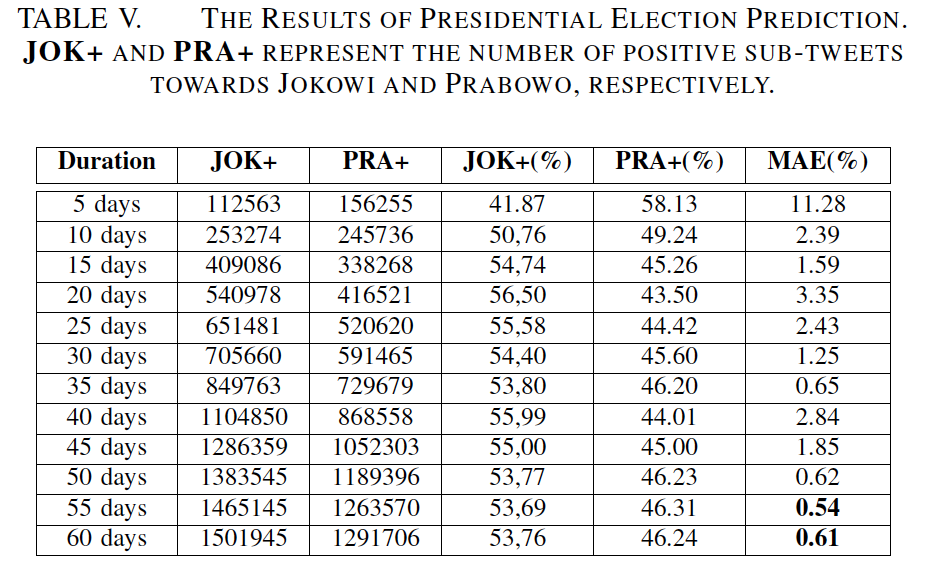 TABLE V. THE RESULTS OF PRESIDENTIAL ELECTION PREDICTION.
JOK+ AND PRA+ REPRESENT THE NUMBER OF POSITIVE SUB-TWEETS
TOWARDS JOKOWI AND PRABOWO, RESPECTIVELY.
Duration JOK+ PRA+ JOK+(%) PRA+(%) MAE(%)
5 days 112563 156255 41.87 58.13 11.28
10 days 253274 245736 50,76 49.24 2.39
15 days 409086 338268 54,74 45.26 1.59
20 days 540978 416521 56,50 43.50 3.35
25 days 651481 520620 55,58 44.42 2.43
30 days 705660 591465 54,40 45.60 1.25
35 days 849763 729679 53,80 46.20 0.65
40 days 1104850 868558 55,99 44.01 2.84
45 days 1286359 1052303 55,00 45.00 1.85
50 days 1383545 1189396 53,77 46.23 0.62
55 days 1465145 1263570 53,69 46.31 0.54
60 days 1501945 1291706 53,76 46.24 0.61